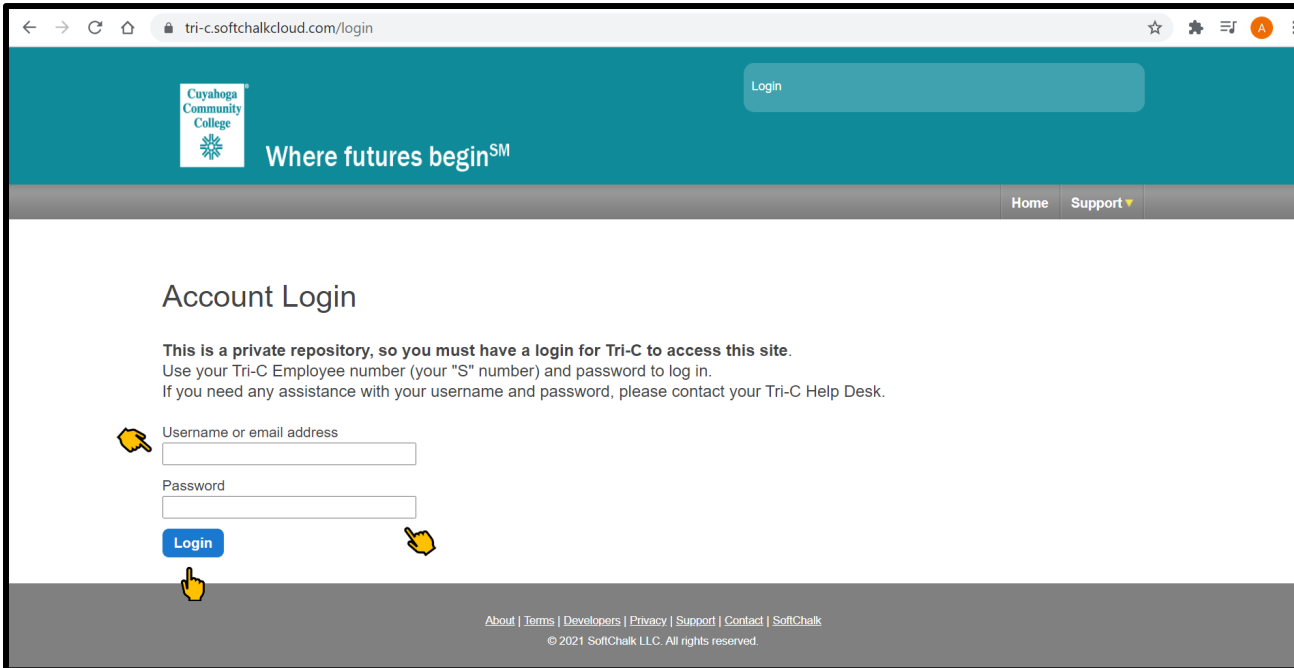 tri-c.softchalkcloud.com/login
A
Cuyahoga
Community
College
®
Where futures begin℠
Login
Home
Support ▼
Account Login
This is a private repository, so you must have a login for Tri-C to access this site.
Use your Tri-C Employee number (your "S" number) and password to log in.
If you need any assistance with your username and password, please contact your Tri-C Help Desk.
Username or email address
Password
Login
About | Terms | Developers | Privacy | Support | Contact | SoftChalk
© 2021 SoftChalk LLC. All rights reserved.